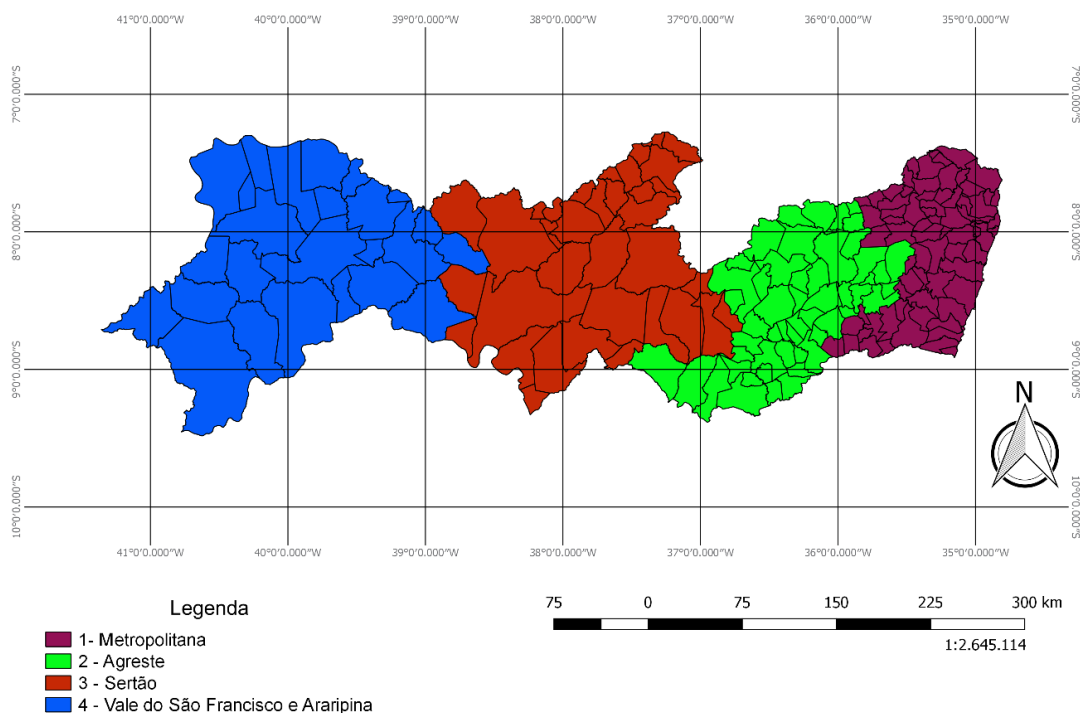 41°0'0.000"W 40°0'0.000"W 39°0'0.000"W 38°0'0.000"W 37°0'0.000"W 36°0'0.000"W 35°0'0.000"W
7°0'0.000"S 7°0'0.000"S
8°0'0.000"S 8°0'0.000"S
9°0'0.000"S 9°0'0.000"S
N
10°0'0.000"S 10°0'0.000"S
41°0'0.000"W 40°0'0.000"W 39°0'0.000"W 38°0'0.000"W 37°0'0.000"W 36°0'0.000"W 35°0'0.000"W
75 0 75 150 225 300 km
1:2.645.114
Legenda
1- Metropolitana
2 - Agreste
3 - Sertão
4 - Vale do São Francisco e Araripina